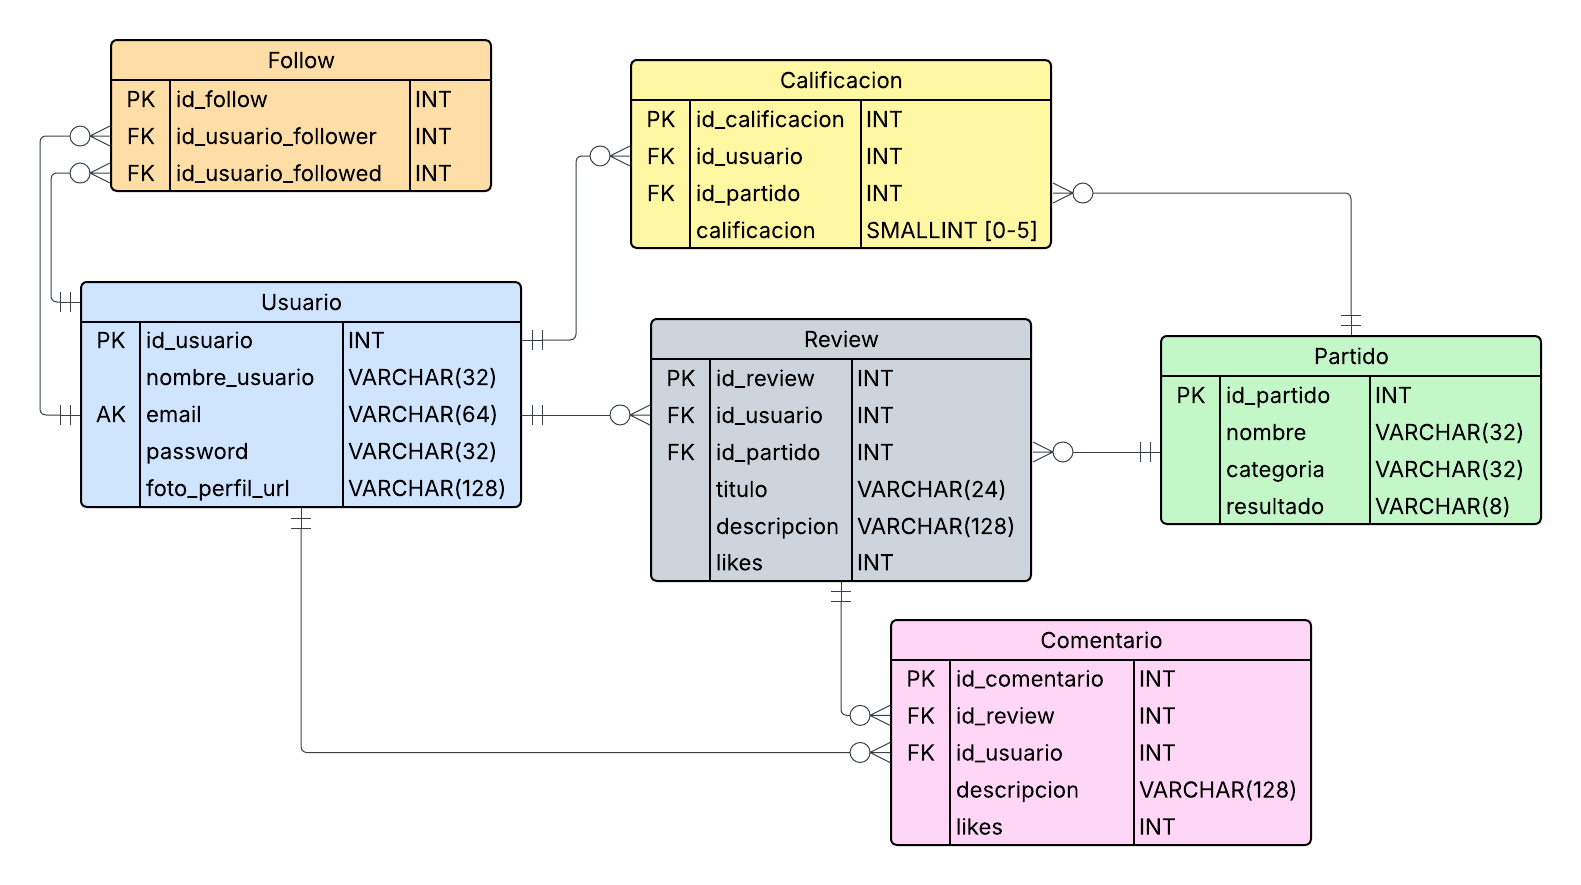 Follow
PK id_follow INT
FK id_usuario_follower INT
FK id_usuario_followed INT
Calificacion
PK id_calificacion INT
FK id_usuario INT
FK id_partido INT
calificacion SMALLINT [0-5]
Usuario
PK id_usuario INT
nombre_usuario VARCHAR(32)
AK email VARCHAR(64)
password VARCHAR(32)
foto_perfil_url VARCHAR(128)
Review
PK id_review INT
FK id_usuario INT
FK id_partido INT
titulo VARCHAR(24)
descripcion VARCHAR(128)
likes INT
Partido
PK id_partido INT
nombre VARCHAR(32)
categoria VARCHAR(32)
resultado VARCHAR(8)
Comentario
PK id_comentario INT
FK id_review INT
FK id_usuario INT
descripcion VARCHAR(128)
likes INT